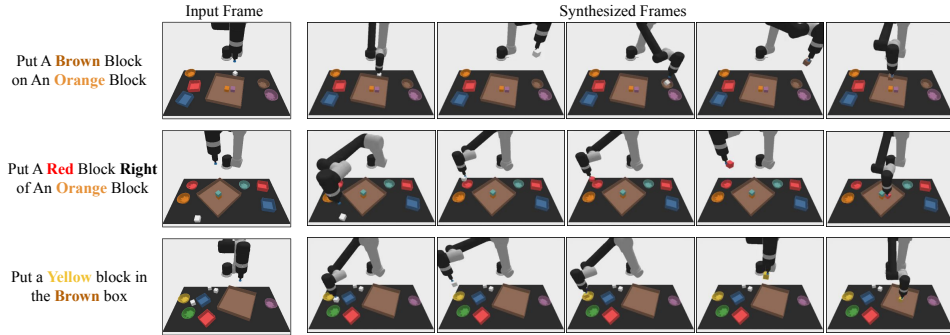 Input Frame
Synthesized Frames
Put A Brown Block
on An Orange Block
Put A Red Block Right
of An Orange Block
Put a Yellow block in
the Brown box